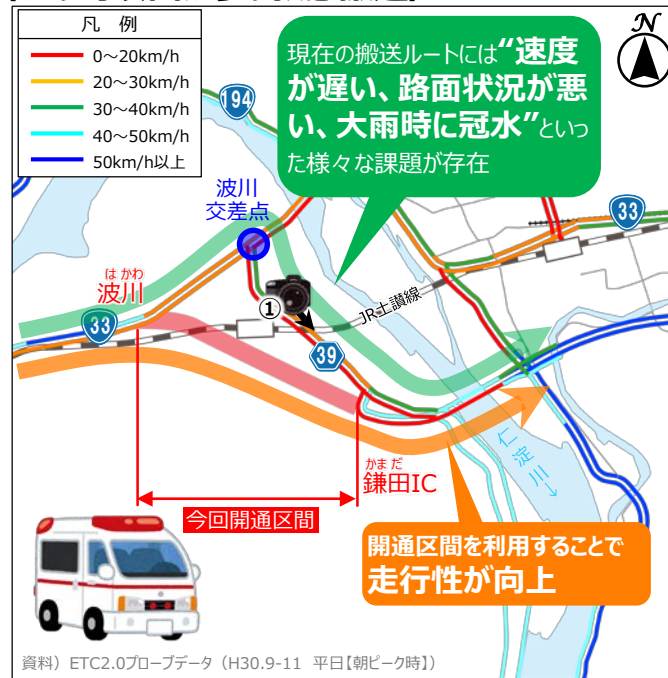 凡 例
0～20km/h
20～30km/h
30～40km/h
40～50km/h
50km/h以上
現在の搬送ルートには“速度
が遅い、路面状況が悪
い、大雨時に冠水”といっ
た様々な課題が存在
N
194
波川
交差点
33
はかわ
波川
33
①
JR土讃線
39
仁淀川→
かまだ
鎌田IC
今回開通区間
開通区間を利用することで
走行性が向上
資料）ETC2.0プローブデータ（H30.9-11 平日【朝ピーク時】）